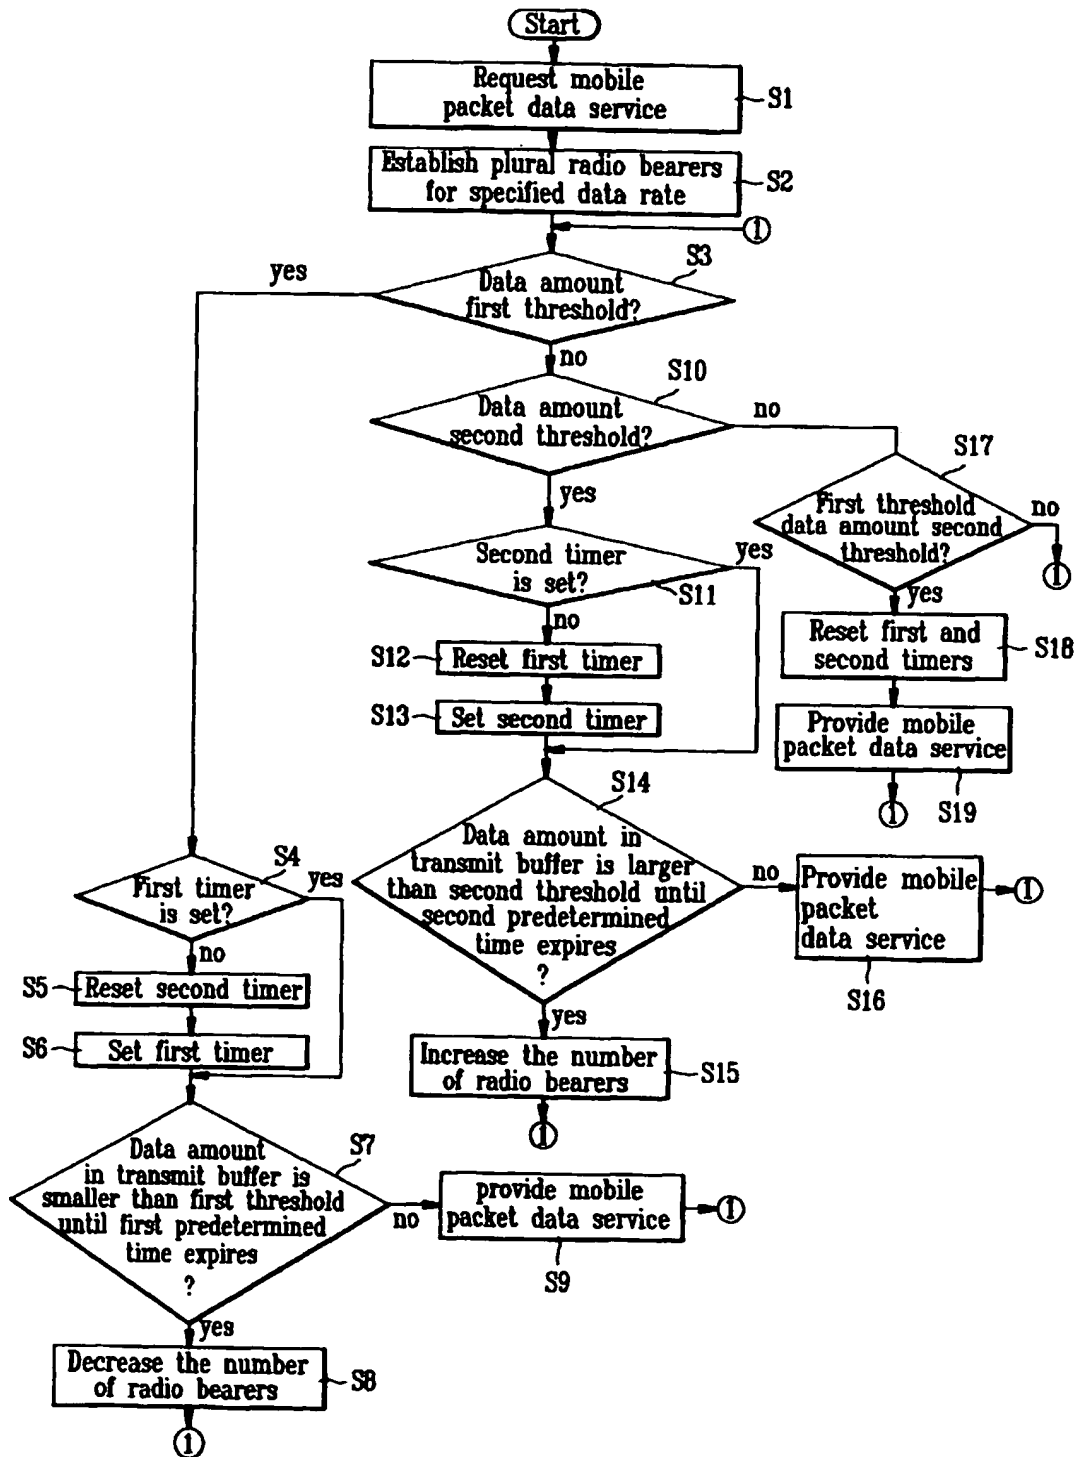 Start
Request mobile
packet data service
S1
Establish plural radio bearers
for specified data rate
S2
1
S3
yes
Data amount
first threshold?
no
S10
Data amount
second threshold?
no
yes
S17
First threshold
data amount second
threshold?
no
1
yes
Second timer
is set?
yes
S11
no
S12
Reset first timer
S13
Set second timer
Reset first and
second timers
S18
Provide mobile
packet data service
S19
1
S14
Data amount in
transmit buffer is larger
than second threshold until
second predetermined
time expires
?
no
Provide mobile
packet
data service
S16
1
yes
Increase the number
of radio bearers
S15
1
S4
First timer
is set?
yes
no
S5
Reset second timer
S6
Set first timer
S7
Data amount
in transmit buffer is
smaller than first threshold
until first predetermined
time expires
?
no
provide mobile
packet data service
S9
1
yes
Decrease the number
of radio bearers
S8
1